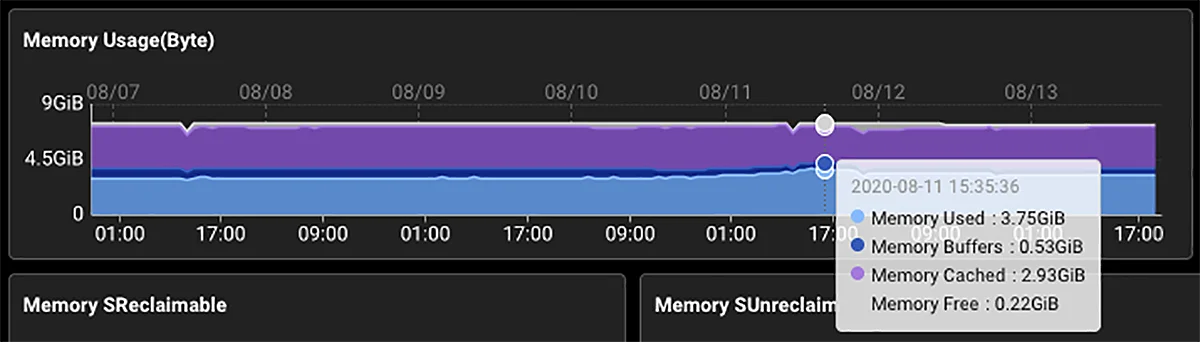 Memory Usage(Byte)
08/07 08/08 08/09 08/10 08/11 08/12 08/13
9GiB
4.5GiB
0
01:00 17:00 09:00 01:00 17:00 09:00 01:00 17:00 09:00 01:00 17:00
2020-08-11 15:35:36
Memory Used : 3.75GiB
Memory Buffers : 0.53GiB
Memory Cached : 2.93GiB
Memory Free : 0.22GiB
Memory SReclaimable
Memory SUnreclaim